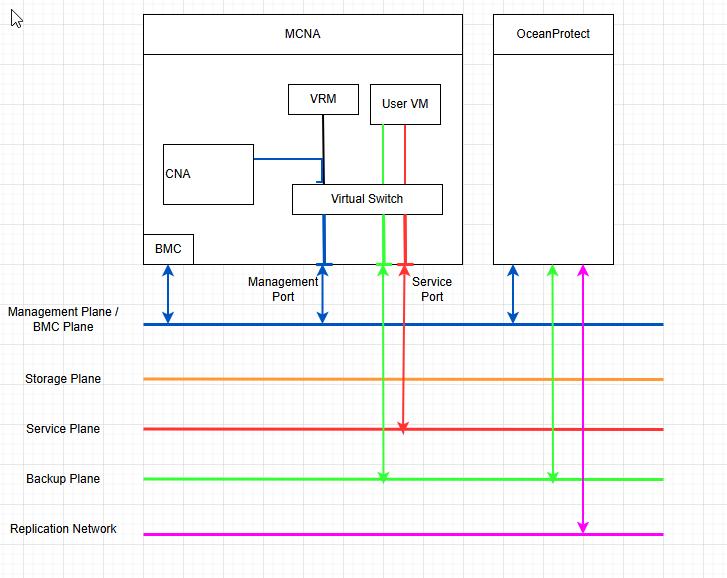 MCNA
OceanProtect
VRM
User VM
CNA
Virtual Switch
BMC
Management
Port
Service
Port
Management Plane /
BMC Plane
Storage Plane
Service Plane
Backup Plane
Replication Network